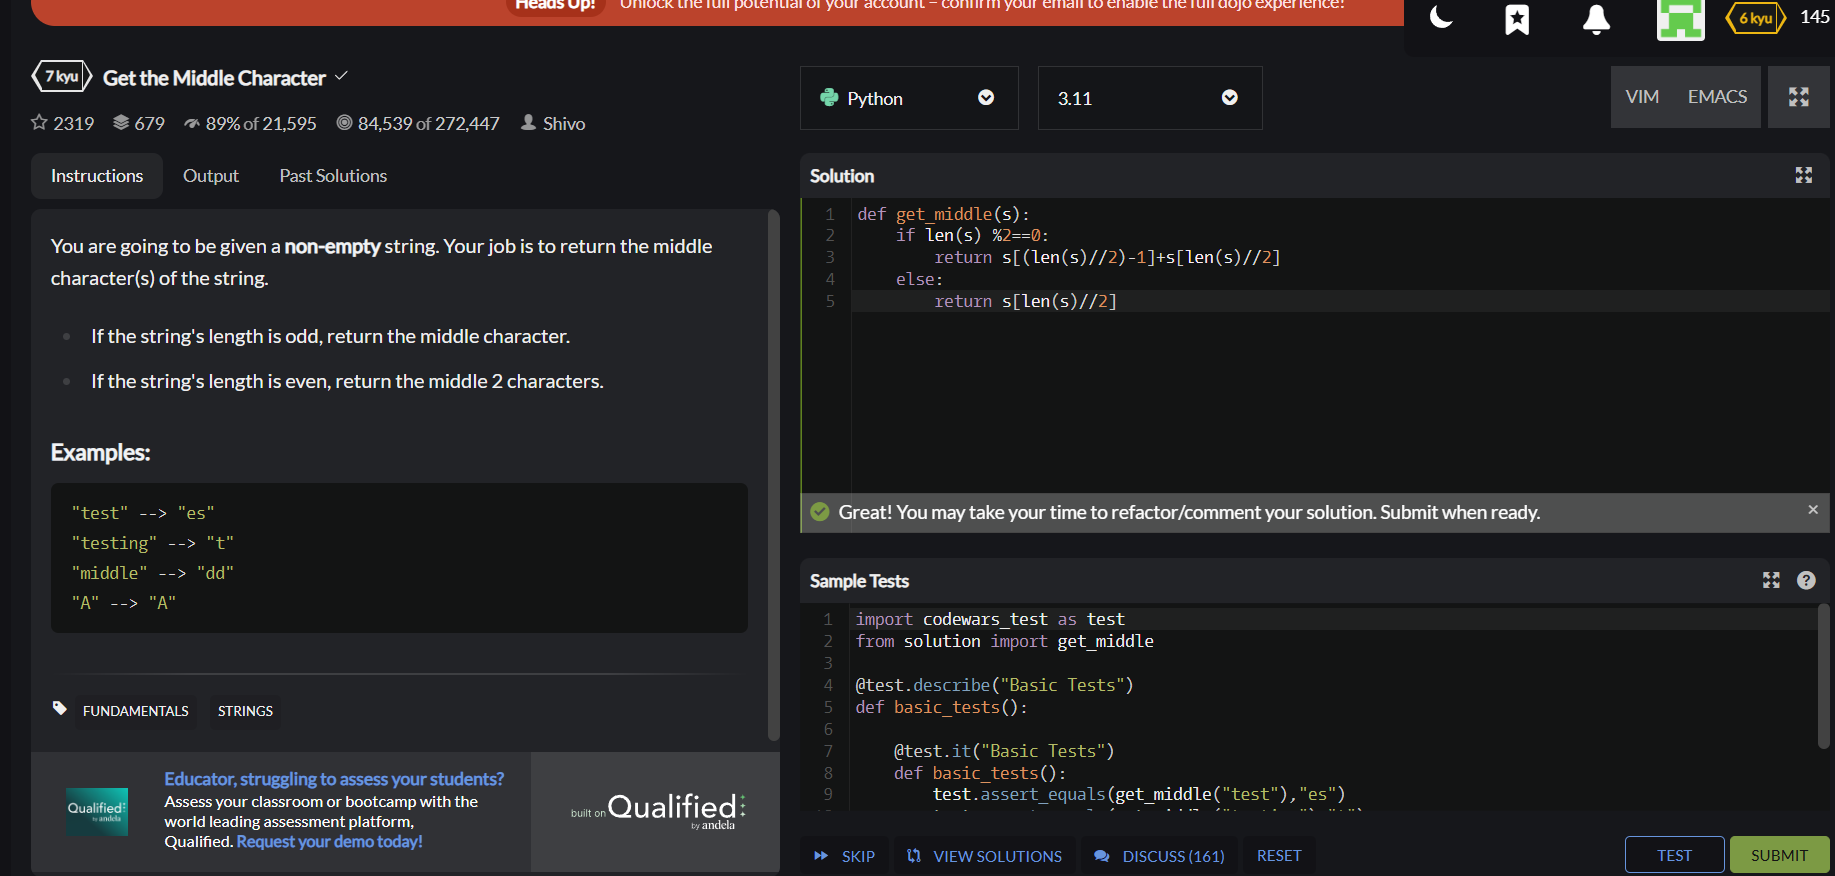 Heads Up! Unlock the full potential of your account – confirm your email to enable the full dojo experience!
6 kyu 145
7 kyu Get the Middle Character
2319 679 89% of 21,595 84,539 of 272,447 Shivo
Python 3.11 VIM EMACS
Instructions Output Past Solutions
You are going to be given a non-empty string. Your job is to return the middle
character(s) of the string.
If the string's length is odd, return the middle character.
If the string's length is even, return the middle 2 characters.
Examples:
"test" --> "es"
"testing" --> "t"
"middle" --> "dd"
"A" --> "A"
FUNDAMENTALS STRINGS
Qualified
by andela
Educator, struggling to assess your students?
Assess your classroom or bootcamp with the
world leading assessment platform,
Qualified. Request your demo today!
built on Qualified
by andela
Solution
1 def get_middle(s):
2     if len(s) %2==0:
3         return s[(len(s)//2)-1]+s[len(s)//2]
4     else:
5         return s[len(s)//2]
Great! You may take your time to refactor/comment your solution. Submit when ready. ×
Sample Tests ?
1 import codewars_test as test
2 from solution import get_middle
3
4 @test.describe("Basic Tests")
5 def basic_tests():
6
7     @test.it("Basic Tests")
8     def basic_tests():
9         test.assert_equals(get_middle("test"),"es")
SKIP VIEW SOLUTIONS DISCUSS (161) RESET TEST SUBMIT